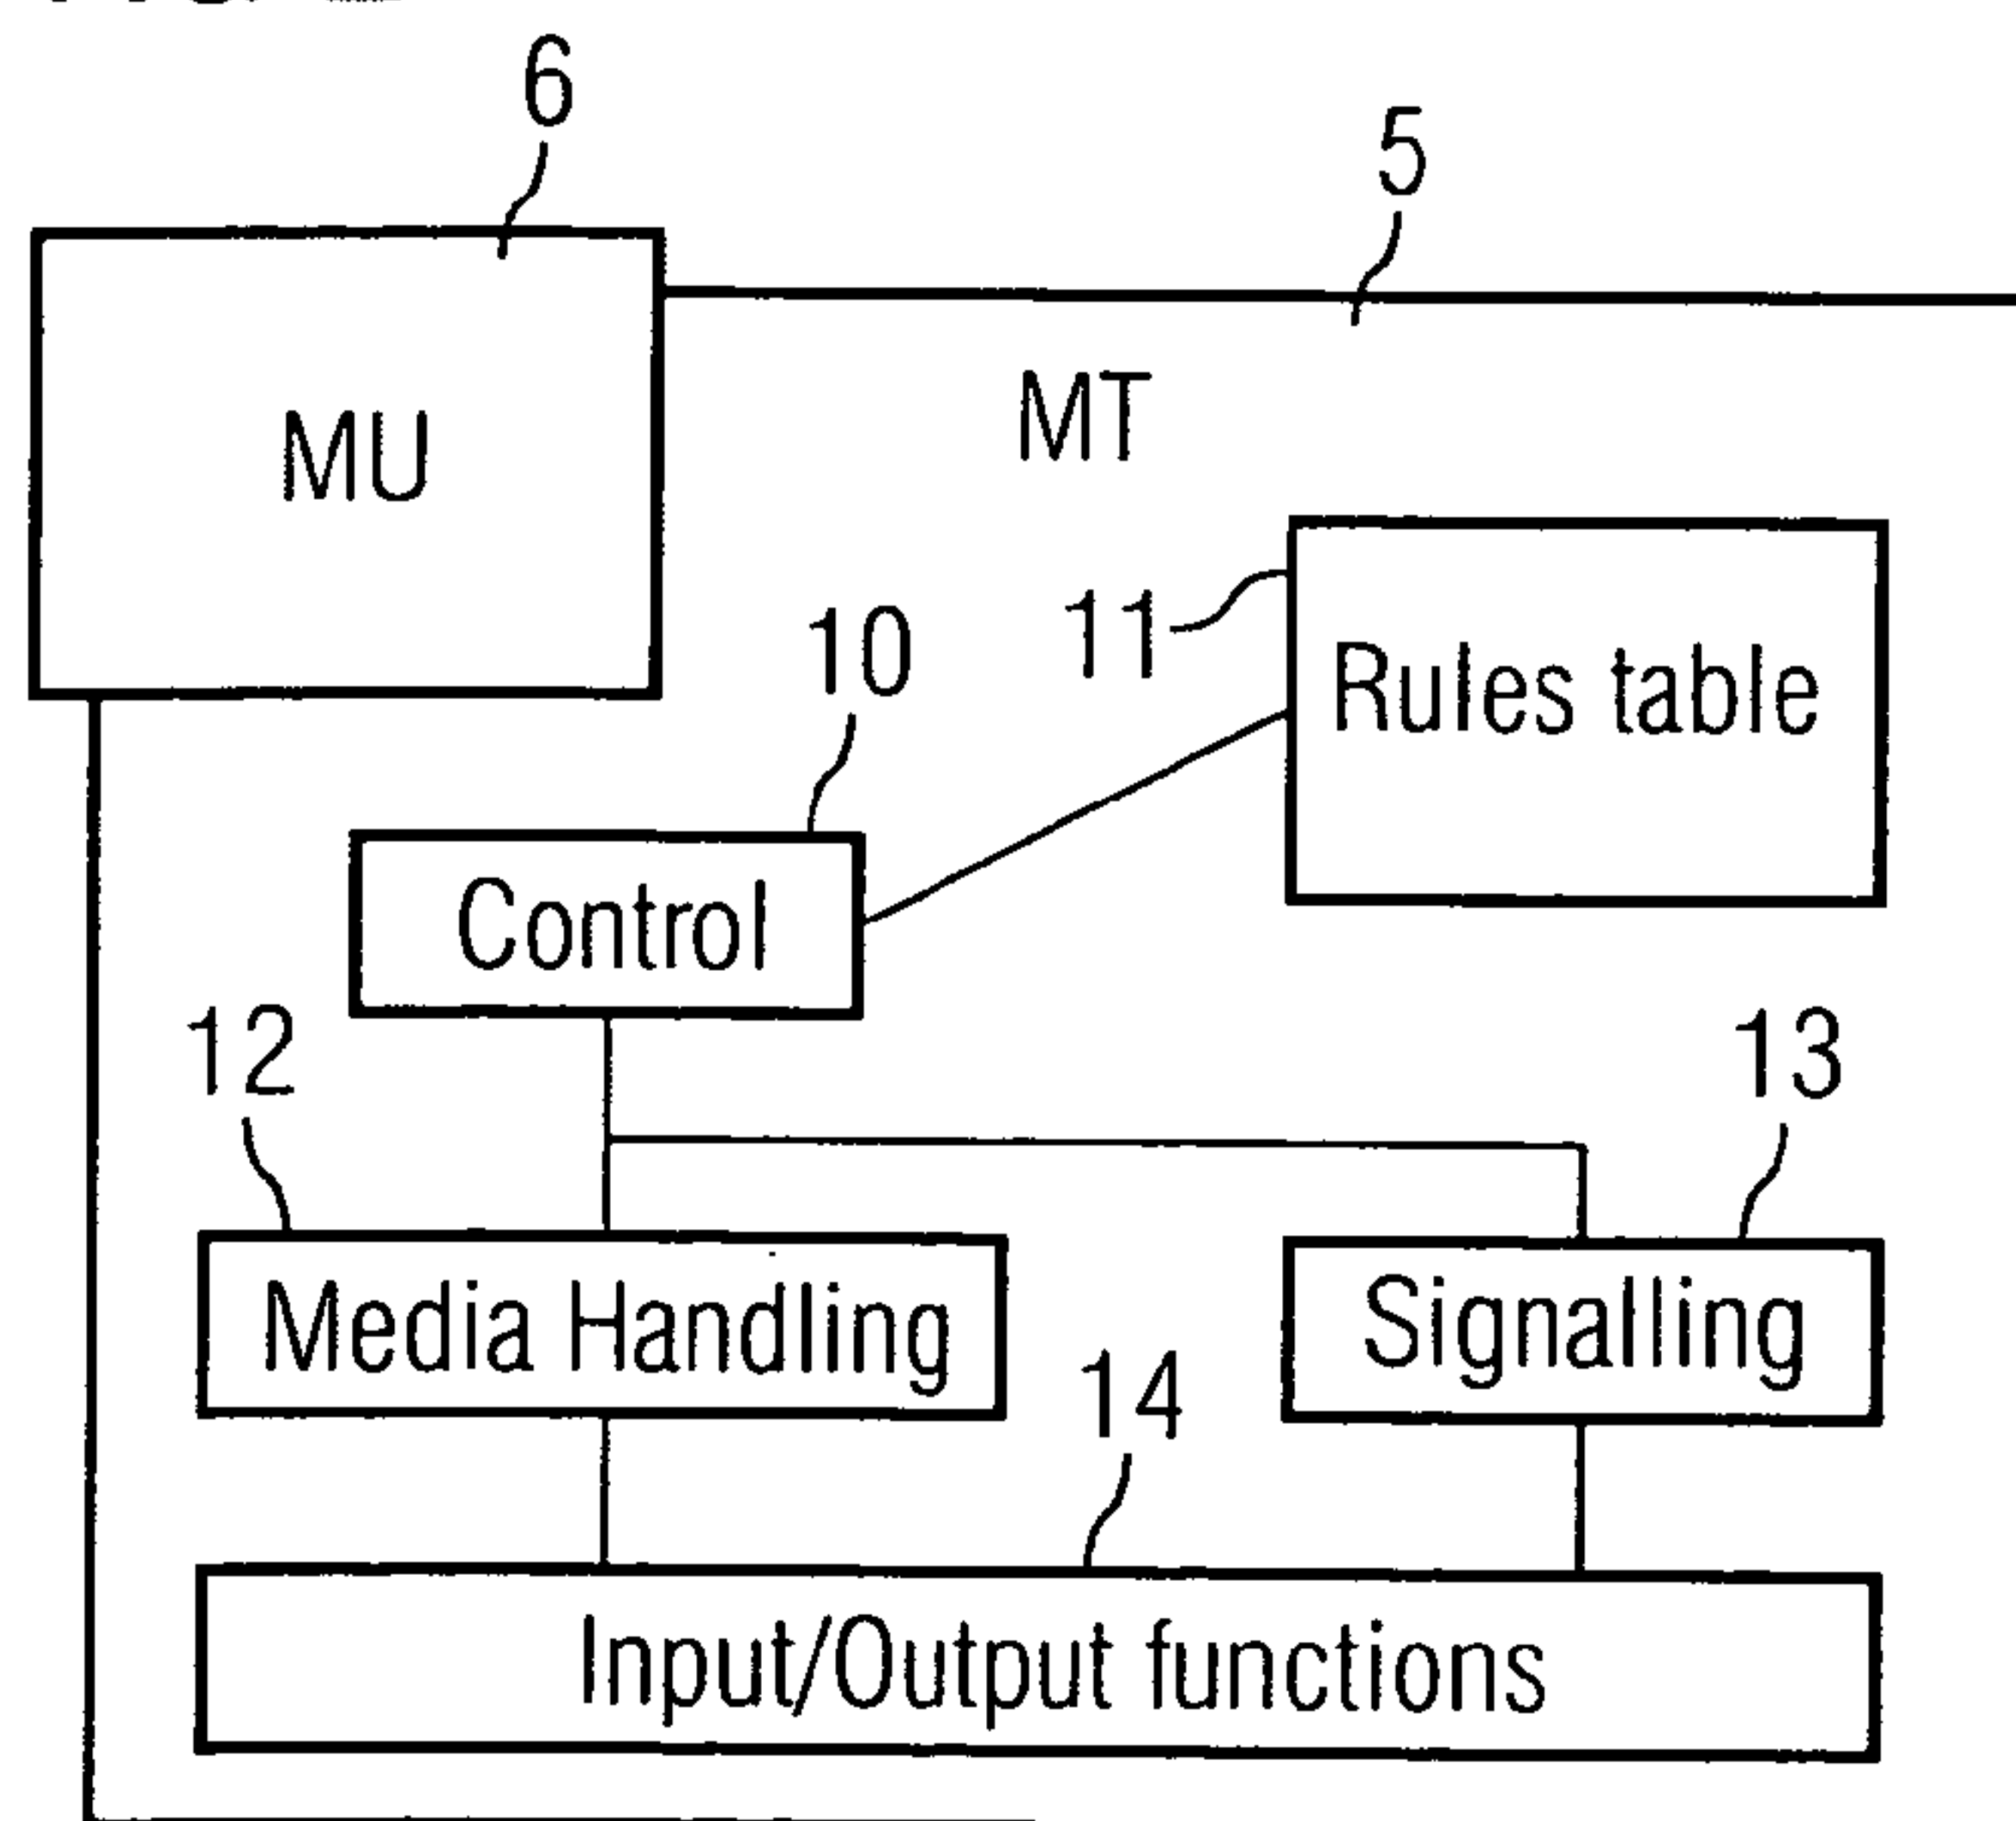 6
5
MU
MT
11
Rules table
10
Control
12
13
Media Handling
Signalling
14
Input/Output functions